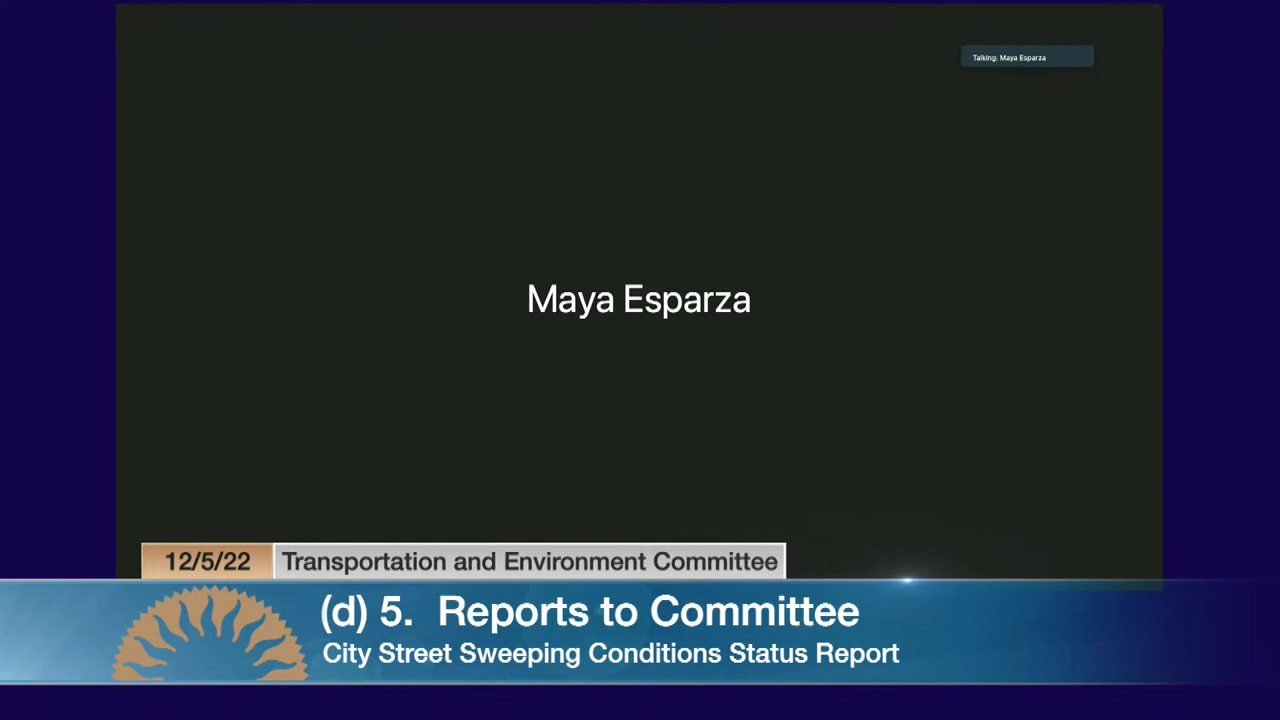 Talking: Maya Esparza
Maya Esparza
12/5/22 Transportation and Environment Committee
(d) 5. Reports to Committee
City Street Sweeping Conditions Status Report